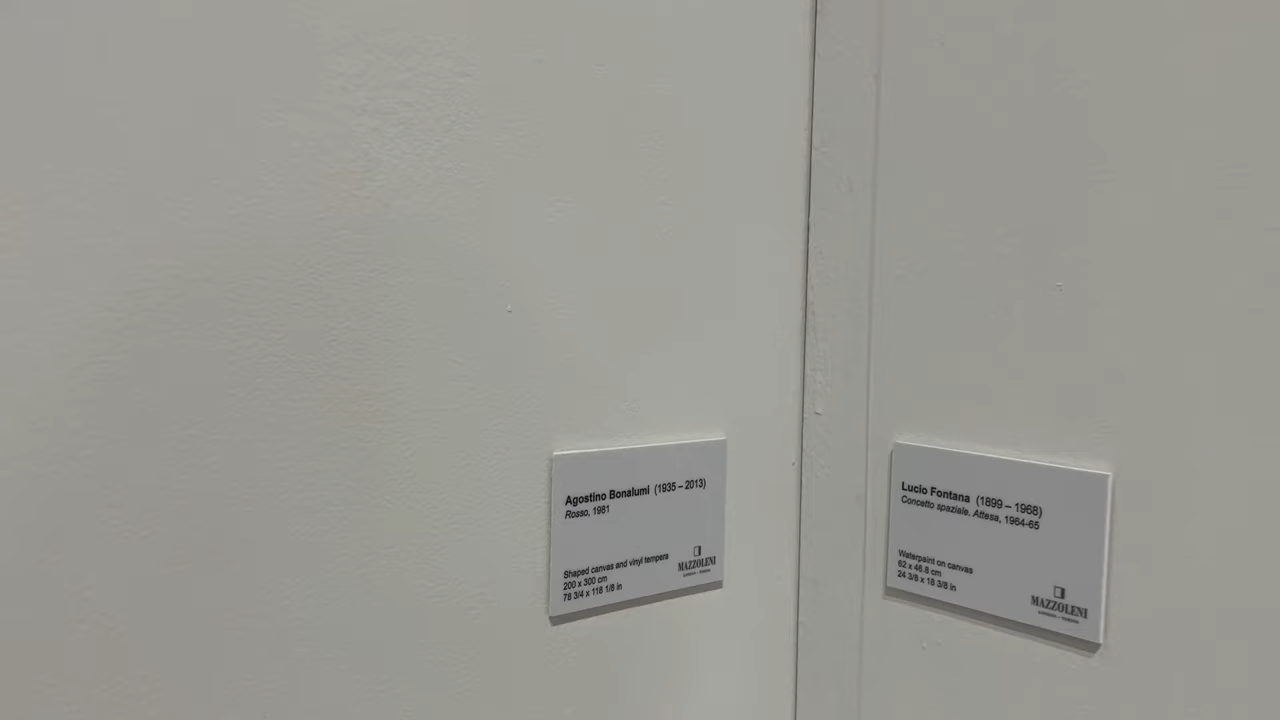 Agostino Bonalumi (1935 – 2013)
Rosso, 1981
Shaped canvas and vinyl tempera
200 x 300 cm
78 3/4 x 118 1/8 in
MAZZOLENI
Lucio Fontana (1899 – 1968)
Concetto spaziale. Attesa, 1964-65
Waterpaint on canvas
62 x 46.8 cm
24 3/8 x 18 3/8 in
MAZZOLENI